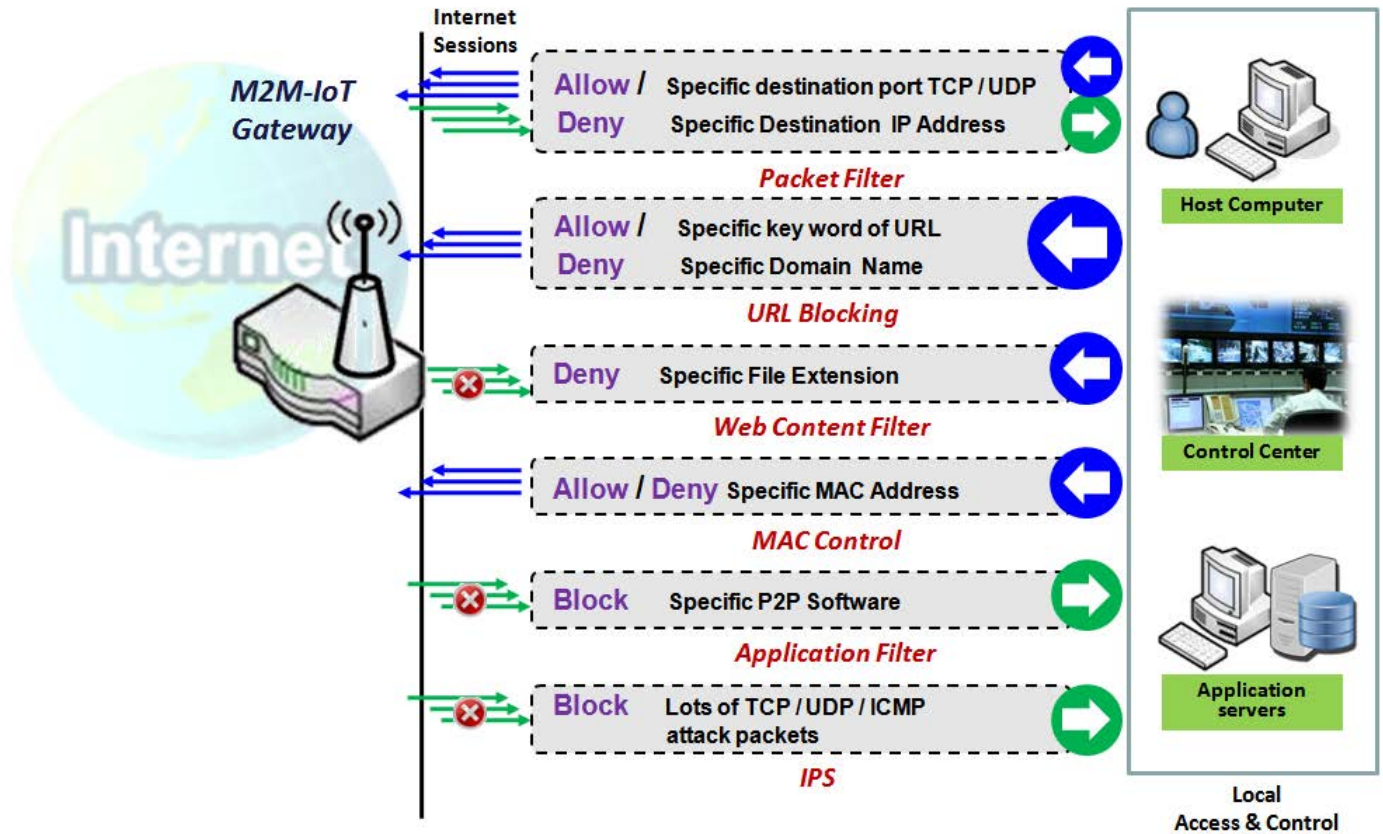 Internet
Sessions
M2M-IoT
Gateway
Internet
Allow / Specific destination port TCP / UDP
Deny Specific Destination IP Address
Packet Filter
Allow / Specific key word of URL
Deny Specific Domain Name
URL Blocking
Deny Specific File Extension
Web Content Filter
Allow / Deny Specific MAC Address
MAC Control
Block Specific P2P Software
Application Filter
Block Lots of TCP / UDP / ICMP
attack packets
IPS
Host Computer
Control Center
Application
servers
Local
Access & Control